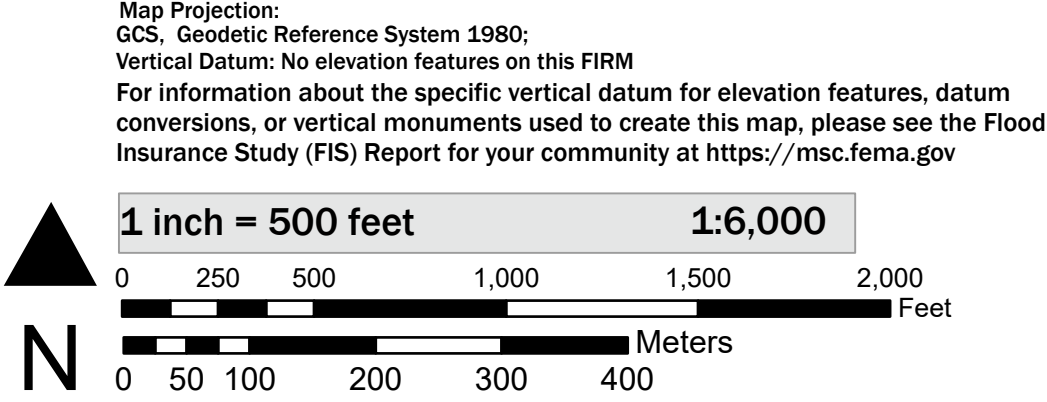 Map Projection:
GCS, Geodetic Reference System 1980;
Vertical Datum: No elevation features on this FIRM
For information about the specific vertical datum for elevation features, datum
conversions, or vertical monuments used to create this map, please see the Flood
Insurance Study (FIS) Report for your community at https://msc.fema.gov
1 inch = 500 feet 1:6,000
0 250 500 1,000 1,500 2,000
Feet
Meters
N 0 50 100 200 300 400